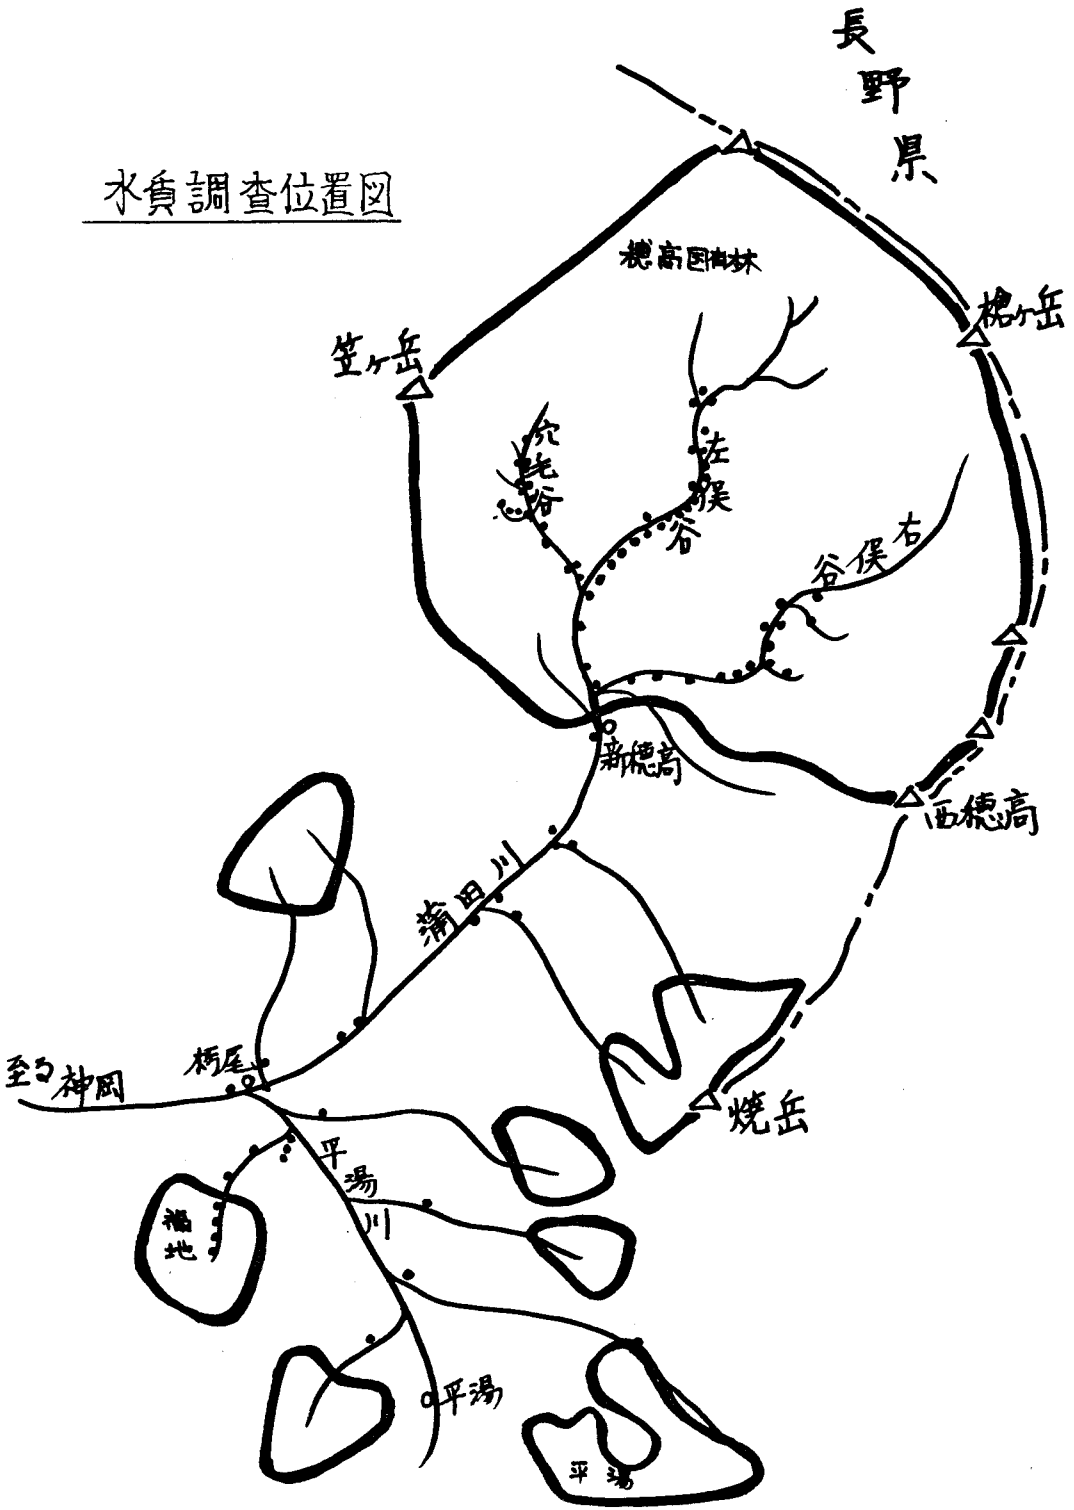 長野県
水質調査位置図
穂高国有林
槍ヶ岳
笠ヶ岳
穴毛谷
左俣谷
右俣谷
新穂高
西穂高
蒲田川
栃尾
至る神岡
焼岳
平湯川
福地
平湯
平湯